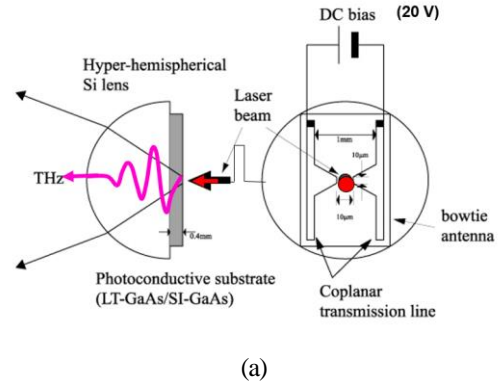 DC bias (20 V)
Hyper-hemispherical
Si lens
Laser
beam
1mm
10µm
THz
10µm
0.4mm
bowtie
antenna
Photoconductive substrate
(LT-GaAs/SI-GaAs)
Coplanar
transmission line
(a)